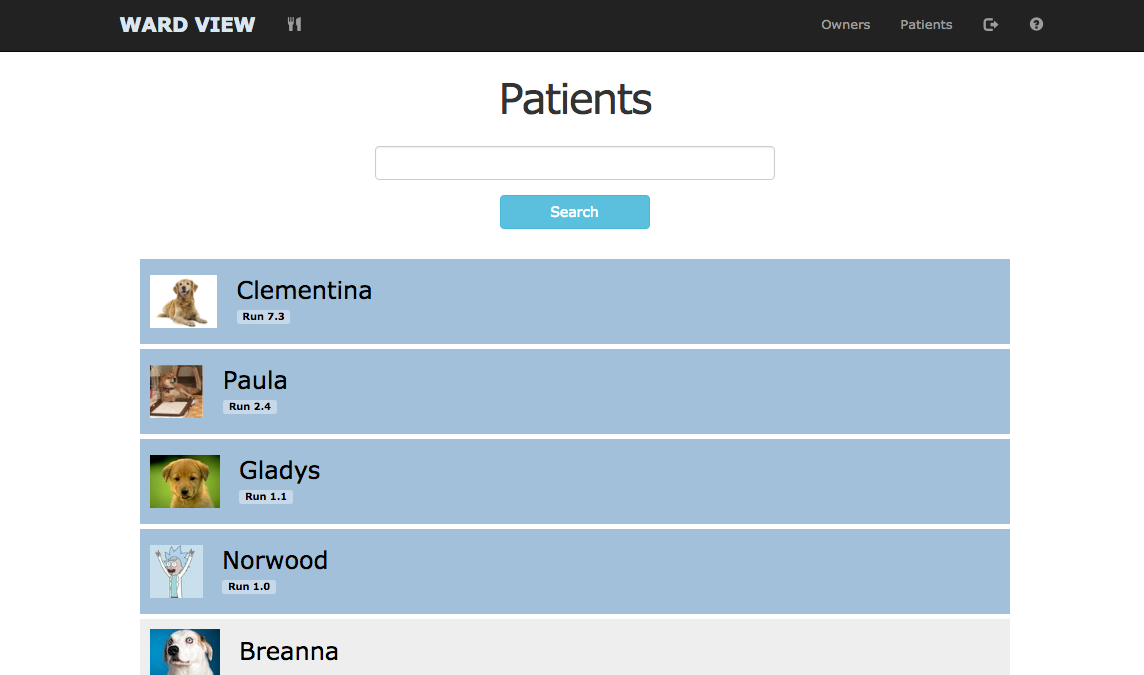 WARD VIEW Owners Patients
Patients
Search
Clementina
Run 7.3
Paula
Run 2.4
Gladys
Run 1.1
Norwood
Run 1.0
Breanna